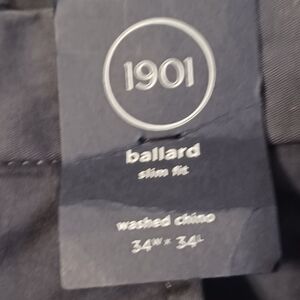 1901
ballard
slim fit
washed chino
34W x 34L